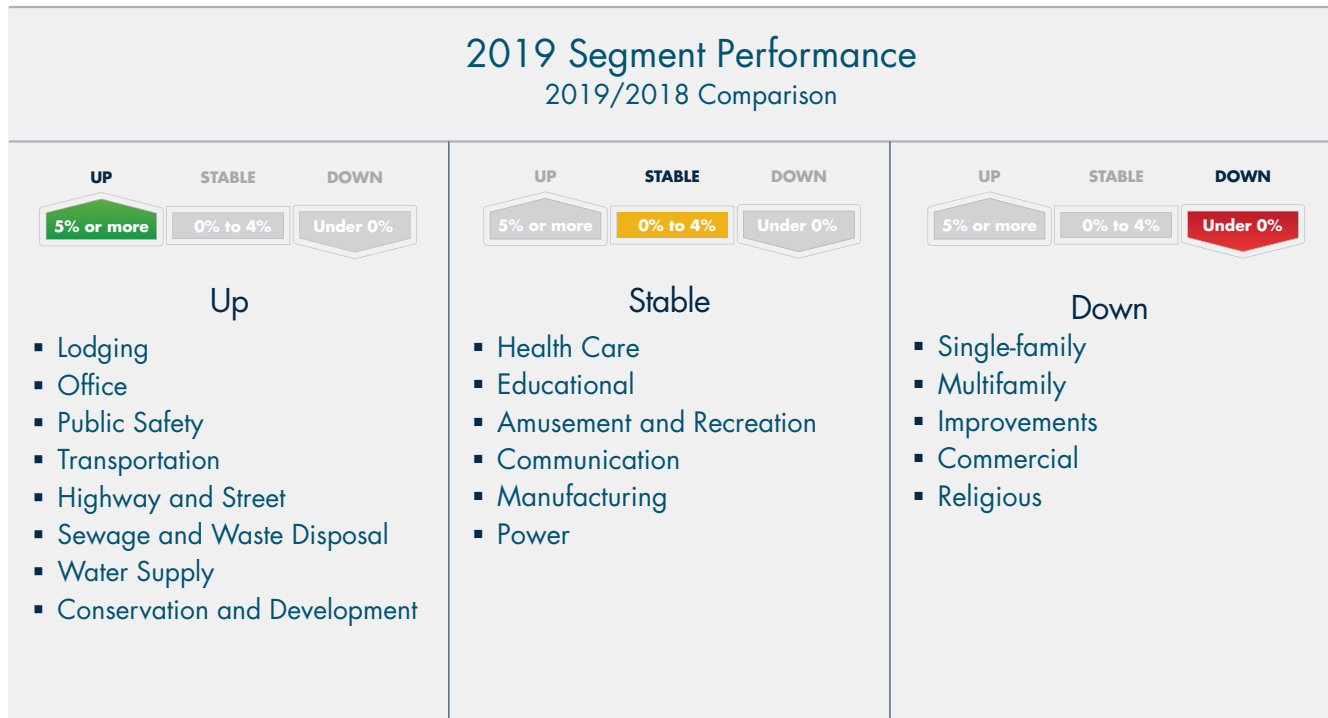 2019 Segment Performance
2019/2018 Comparison
UP STABLE DOWN
5% or more 0% to 4% Under 0%
Up
▪ Lodging
▪ Office
▪ Public Safety
▪ Transportation
▪ Highway and Street
▪ Sewage and Waste Disposal
▪ Water Supply
▪ Conservation and Development
UP STABLE DOWN
5% or more 0% to 4% Under 0%
Stable
▪ Health Care
▪ Educational
▪ Amusement and Recreation
▪ Communication
▪ Manufacturing
▪ Power
UP STABLE DOWN
5% or more 0% to 4% Under 0%
Down
▪ Single-family
▪ Multifamily
▪ Improvements
▪ Commercial
▪ Religious